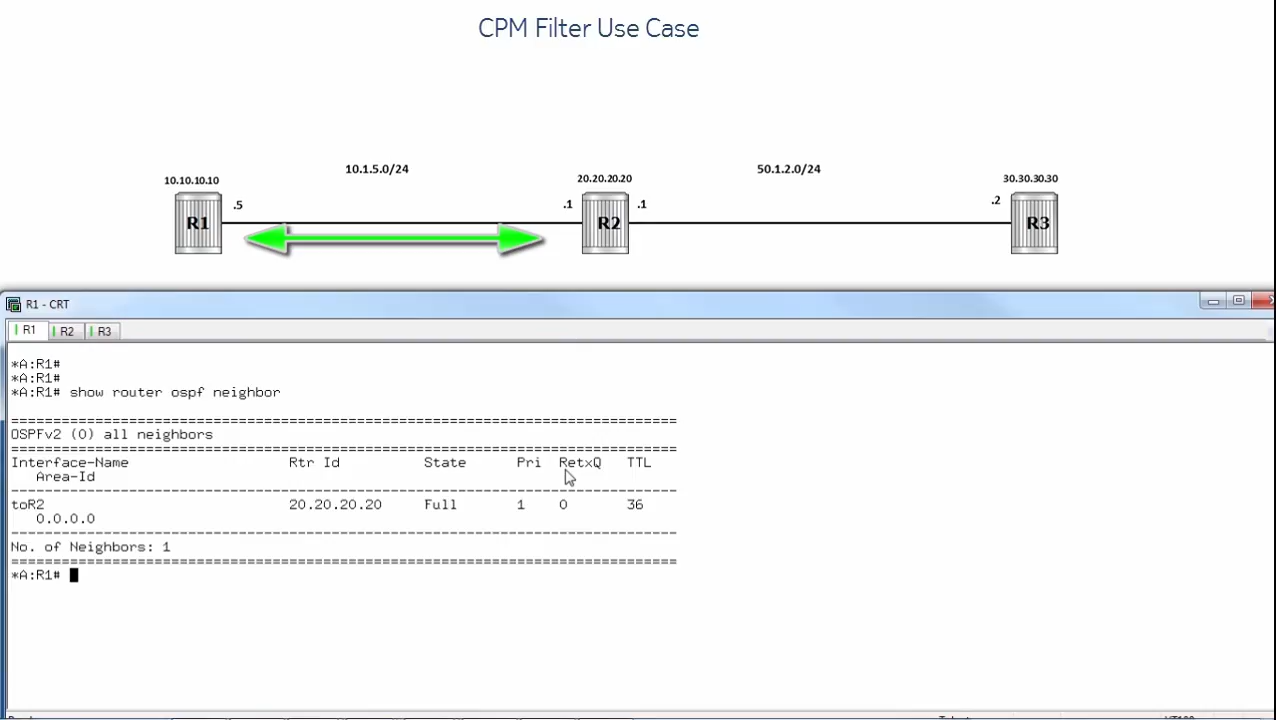 CPM Filter Use Case
10.1.5.0/24
50.1.2.0/24
10.10.10.10
20.20.20.20
30.30.30.30
.5
.1
.1
.2
R1
R2
R3
R1 - CRT
R1
R2
R3
*A:R1#
*A:R1#
*A:R1# show router ospf neighbor
===============================================================================
OSPFv2 (0) all neighbors
===============================================================================
Interface-Name Rtr Id State Pri RetxQ TTL
Area-Id
-------------------------------------------------------------------------------
toR2 20.20.20.20 Full 1 0 36
0.0.0.0
-------------------------------------------------------------------------------
No. of Neighbors: 1
===============================================================================
*A:R1#